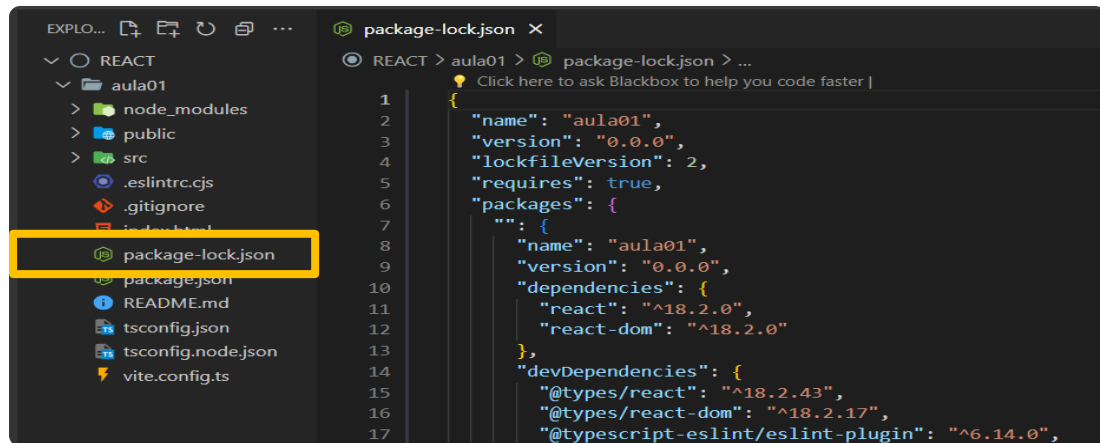 EXPLO...
REACT
aula01
node_modules
public
src
.eslintrc.cjs
.gitignore
index.html
package-lock.json
package.json
README.md
tsconfig.json
tsconfig.node.json
vite.config.ts
package-lock.json
REACT > aula01 > package-lock.json > ...
Click here to ask Blackbox to help you code faster |
1 {
2 "name": "aula01",
3 "version": "0.0.0",
4 "lockfileVersion": 2,
5 "requires": true,
6 "packages": {
7 "": {
8 "name": "aula01",
9 "version": "0.0.0",
10 "dependencies": {
11 "react": "^18.2.0",
12 "react-dom": "^18.2.0"
13 },
14 "devDependencies": {
15 "@types/react": "^18.2.43",
16 "@types/react-dom": "^18.2.17",
17 "@typescript-eslint/eslint-plugin": "^6.14.0",